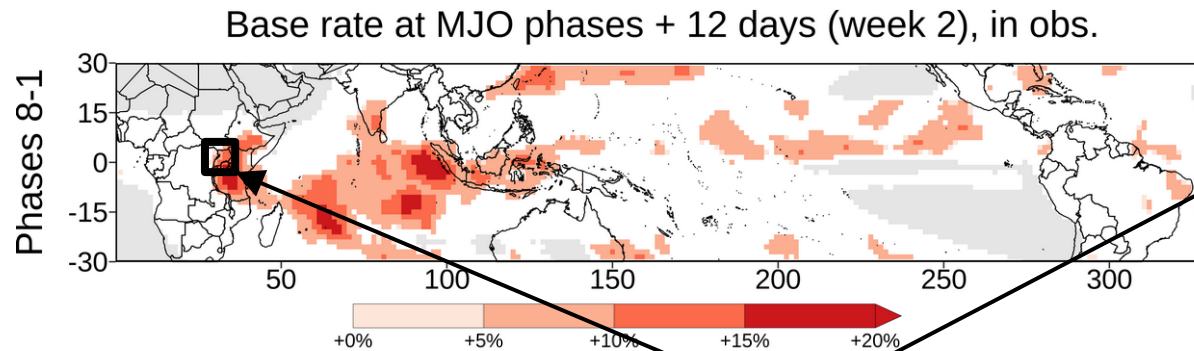 Base rate at MJO phases + 12 days (week 2), in obs.
Phases 8-1
30
15
0
-15
-30
50 100 150 200 250 300
+0% +5% +10% +15% +20%